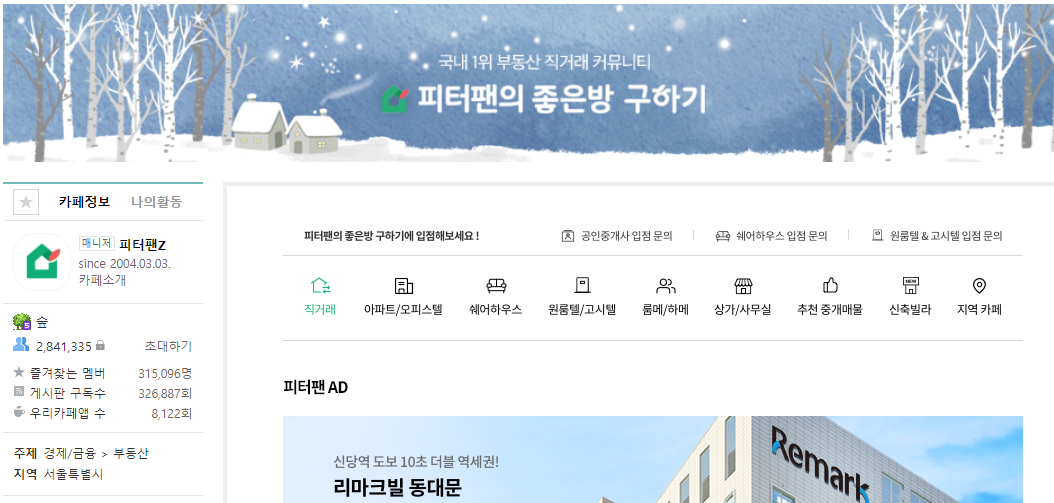 국내 1위 부동산 직거래 커뮤니티
피터팬의 좋은방 구하기
카페정보 나의활동
매니저 피터팬Z
since 2004.03.03.
카페소개
숲
2,841,335 초대하기
즐겨찾는 멤버 315,096명
게시판 구독수 326,887회
우리카페앱 수 8,122회
주제 경제/금융 > 부동산
지역 서울특별시
피터팬의 좋은방 구하기에 입점해보세요 ! 공인중개사 입점 문의 쉐어하우스 입점 문의 원룸텔 & 고시텔 입점 문의
직거래 아파트/오피스텔 쉐어하우스 원룸텔/고시텔 룸메/하메 상가/사무실 추천 중개매물 NEW 신축빌라 지역 카페
피터팬 AD
신당역 도보 10초 더블 역세권!
리마크빌 동대문
Remark